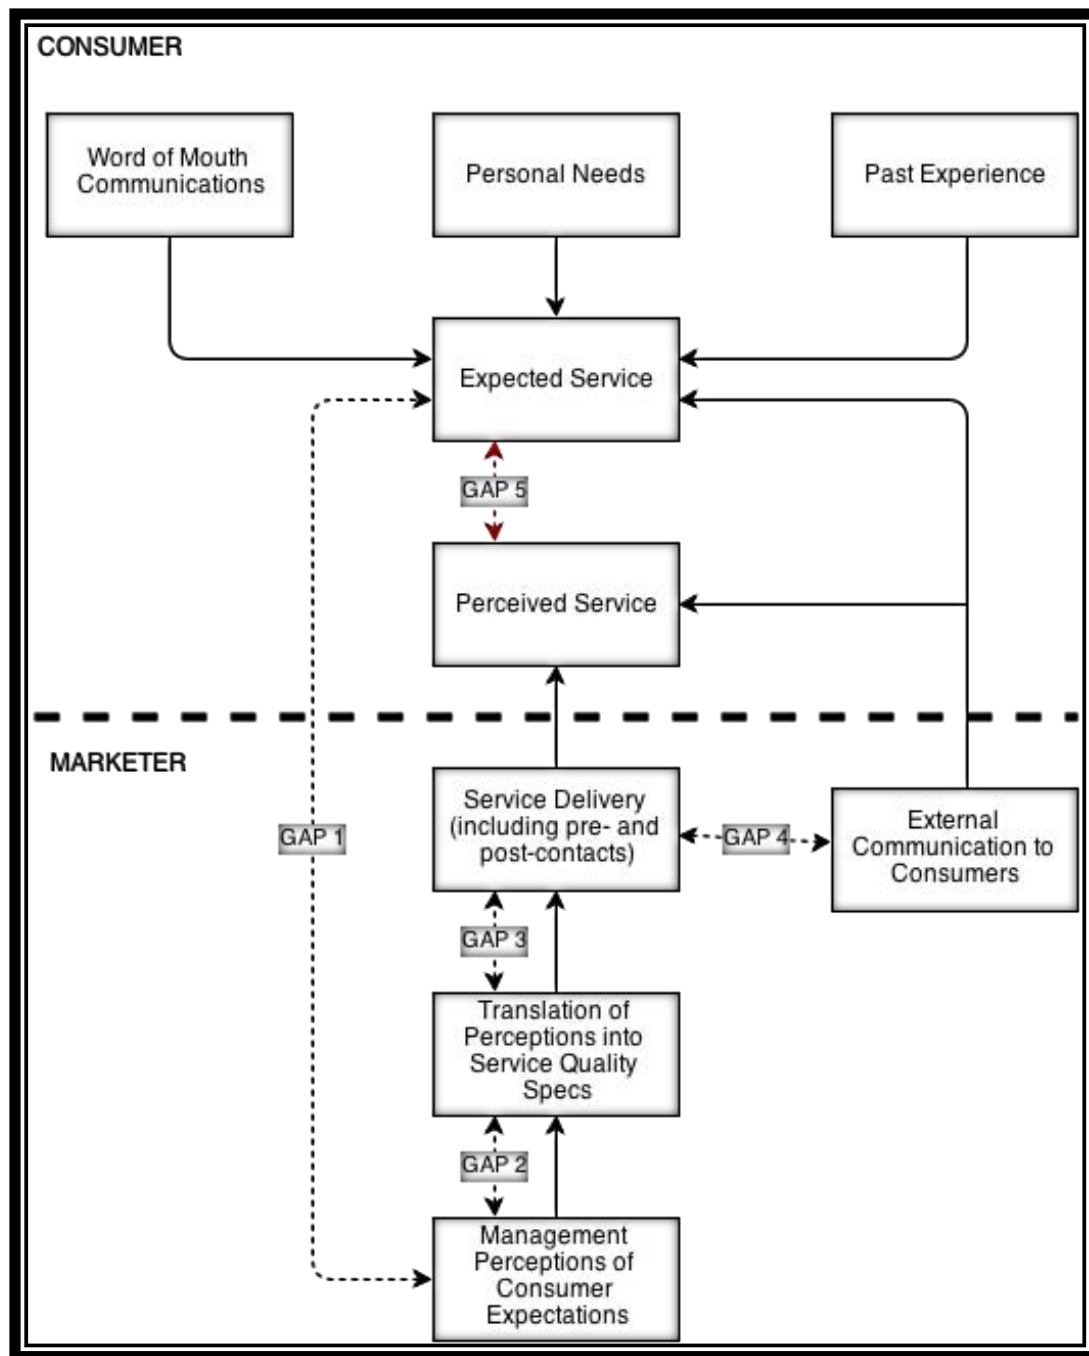 CONSUMER
Word of Mouth
Communications
Personal Needs
Past Experience
Expected Service
GAP 5
Perceived Service
MARKETER
Service Delivery
(including pre- and
post-contacts)
GAP 4
External
Communication to
Consumers
GAP 1
GAP 3
Translation of
Perceptions into
Service Quality
Specs
GAP 2
Management
Perceptions of
Consumer
Expectations